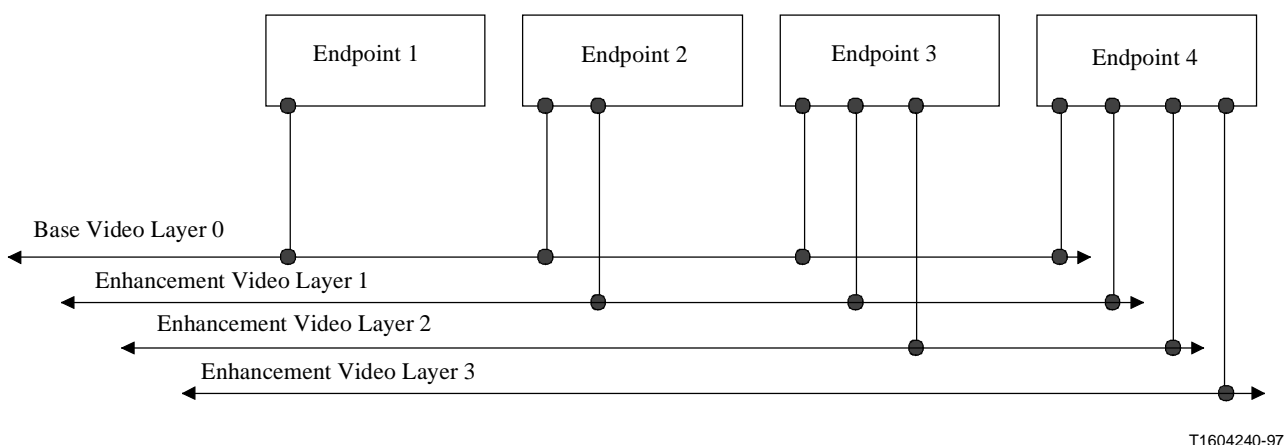 Endpoint 1
Endpoint 2
Endpoint 3
Endpoint 4
Base Video Layer 0
Enhancement Video Layer 1
Enhancement Video Layer 2
Enhancement Video Layer 3
T1604240-97